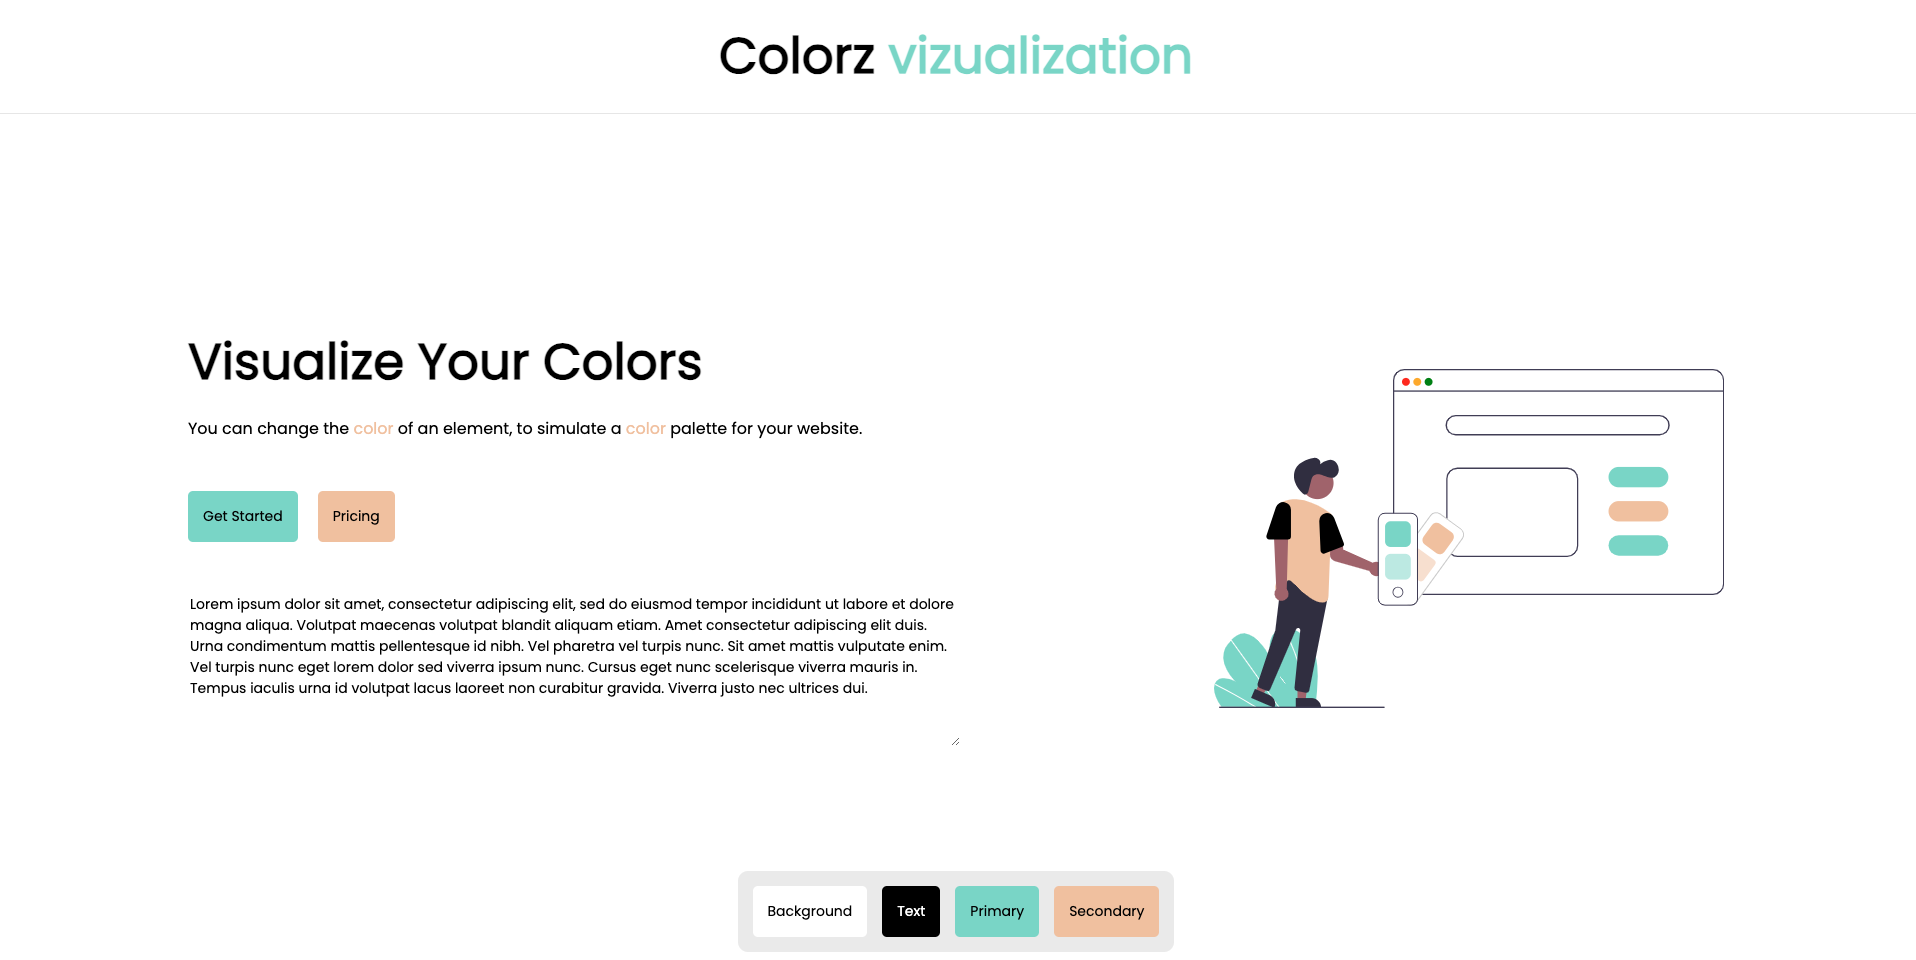 Colorz vizualization
Visualize Your Colors
You can change the color of an element, to simulate a color palette for your website.
Get Started
Pricing
Lorem ipsum dolor sit amet, consectetur adipiscing elit, sed do eiusmod tempor incididunt ut labore et dolore
magna aliqua. Volutpat maecenas volutpat blandit aliquam etiam. Amet consectetur adipiscing elit duis.
Urna condimentum mattis pellentesque id nibh. Vel pharetra vel turpis nunc. Sit amet mattis vulputate enim.
Vel turpis nunc eget lorem dolor sed viverra ipsum nunc. Cursus eget nunc scelerisque viverra mauris in.
Tempus iaculis urna id volutpat lacus laoreet non curabitur gravida. Viverra justo nec ultrices dui.
Background
Text
Primary
Secondary